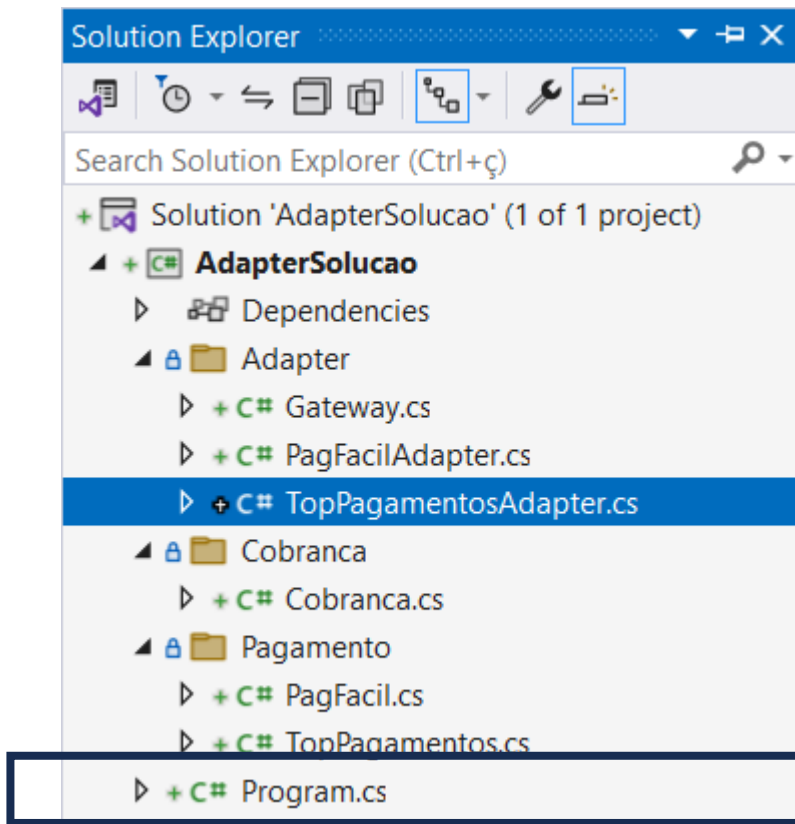 Solution Explorer
Search Solution Explorer (Ctrl+ç)
Solution 'AdapterSolucao' (1 of 1 project)
C# AdapterSolucao
Dependencies
Adapter
C# Gateway.cs
C# PagFacilAdapter.cs
C# TopPagamentosAdapter.cs
Cobranca
C# Cobranca.cs
Pagamento
C# PagFacil.cs
C# TopPagamentos.cs
C# Program.cs